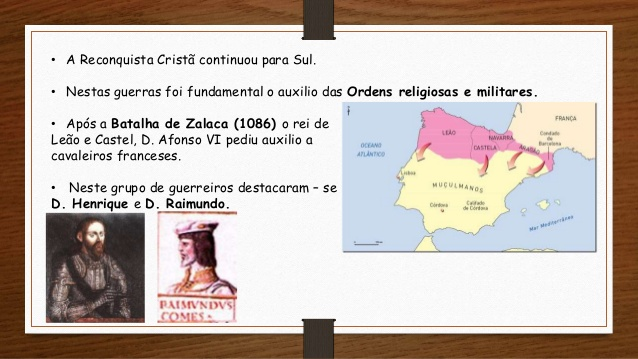 • A Reconquista Cristã continuou para Sul.
• Nestas guerras foi fundamental o auxilio das Ordens religiosas e militares.
• Após a Batalha de Zalaca (1086) o rei de
Leão e Castel, D. Afonso VI pediu auxilio a
cavaleiros franceses.
• Neste grupo de guerreiros destacaram – se
D. Henrique e D. Raimundo.
FRANÇA
LEÃO
NAVARRA
Condado de
Barcelona
OCEANO
ATLÂNTICO
CASTELA
ARAGÃO
Lisboa
MUÇULMANOS
Córdova
Califado
de Córdova
Mar Mediterrâneo
RAIMVNDVS
COMES